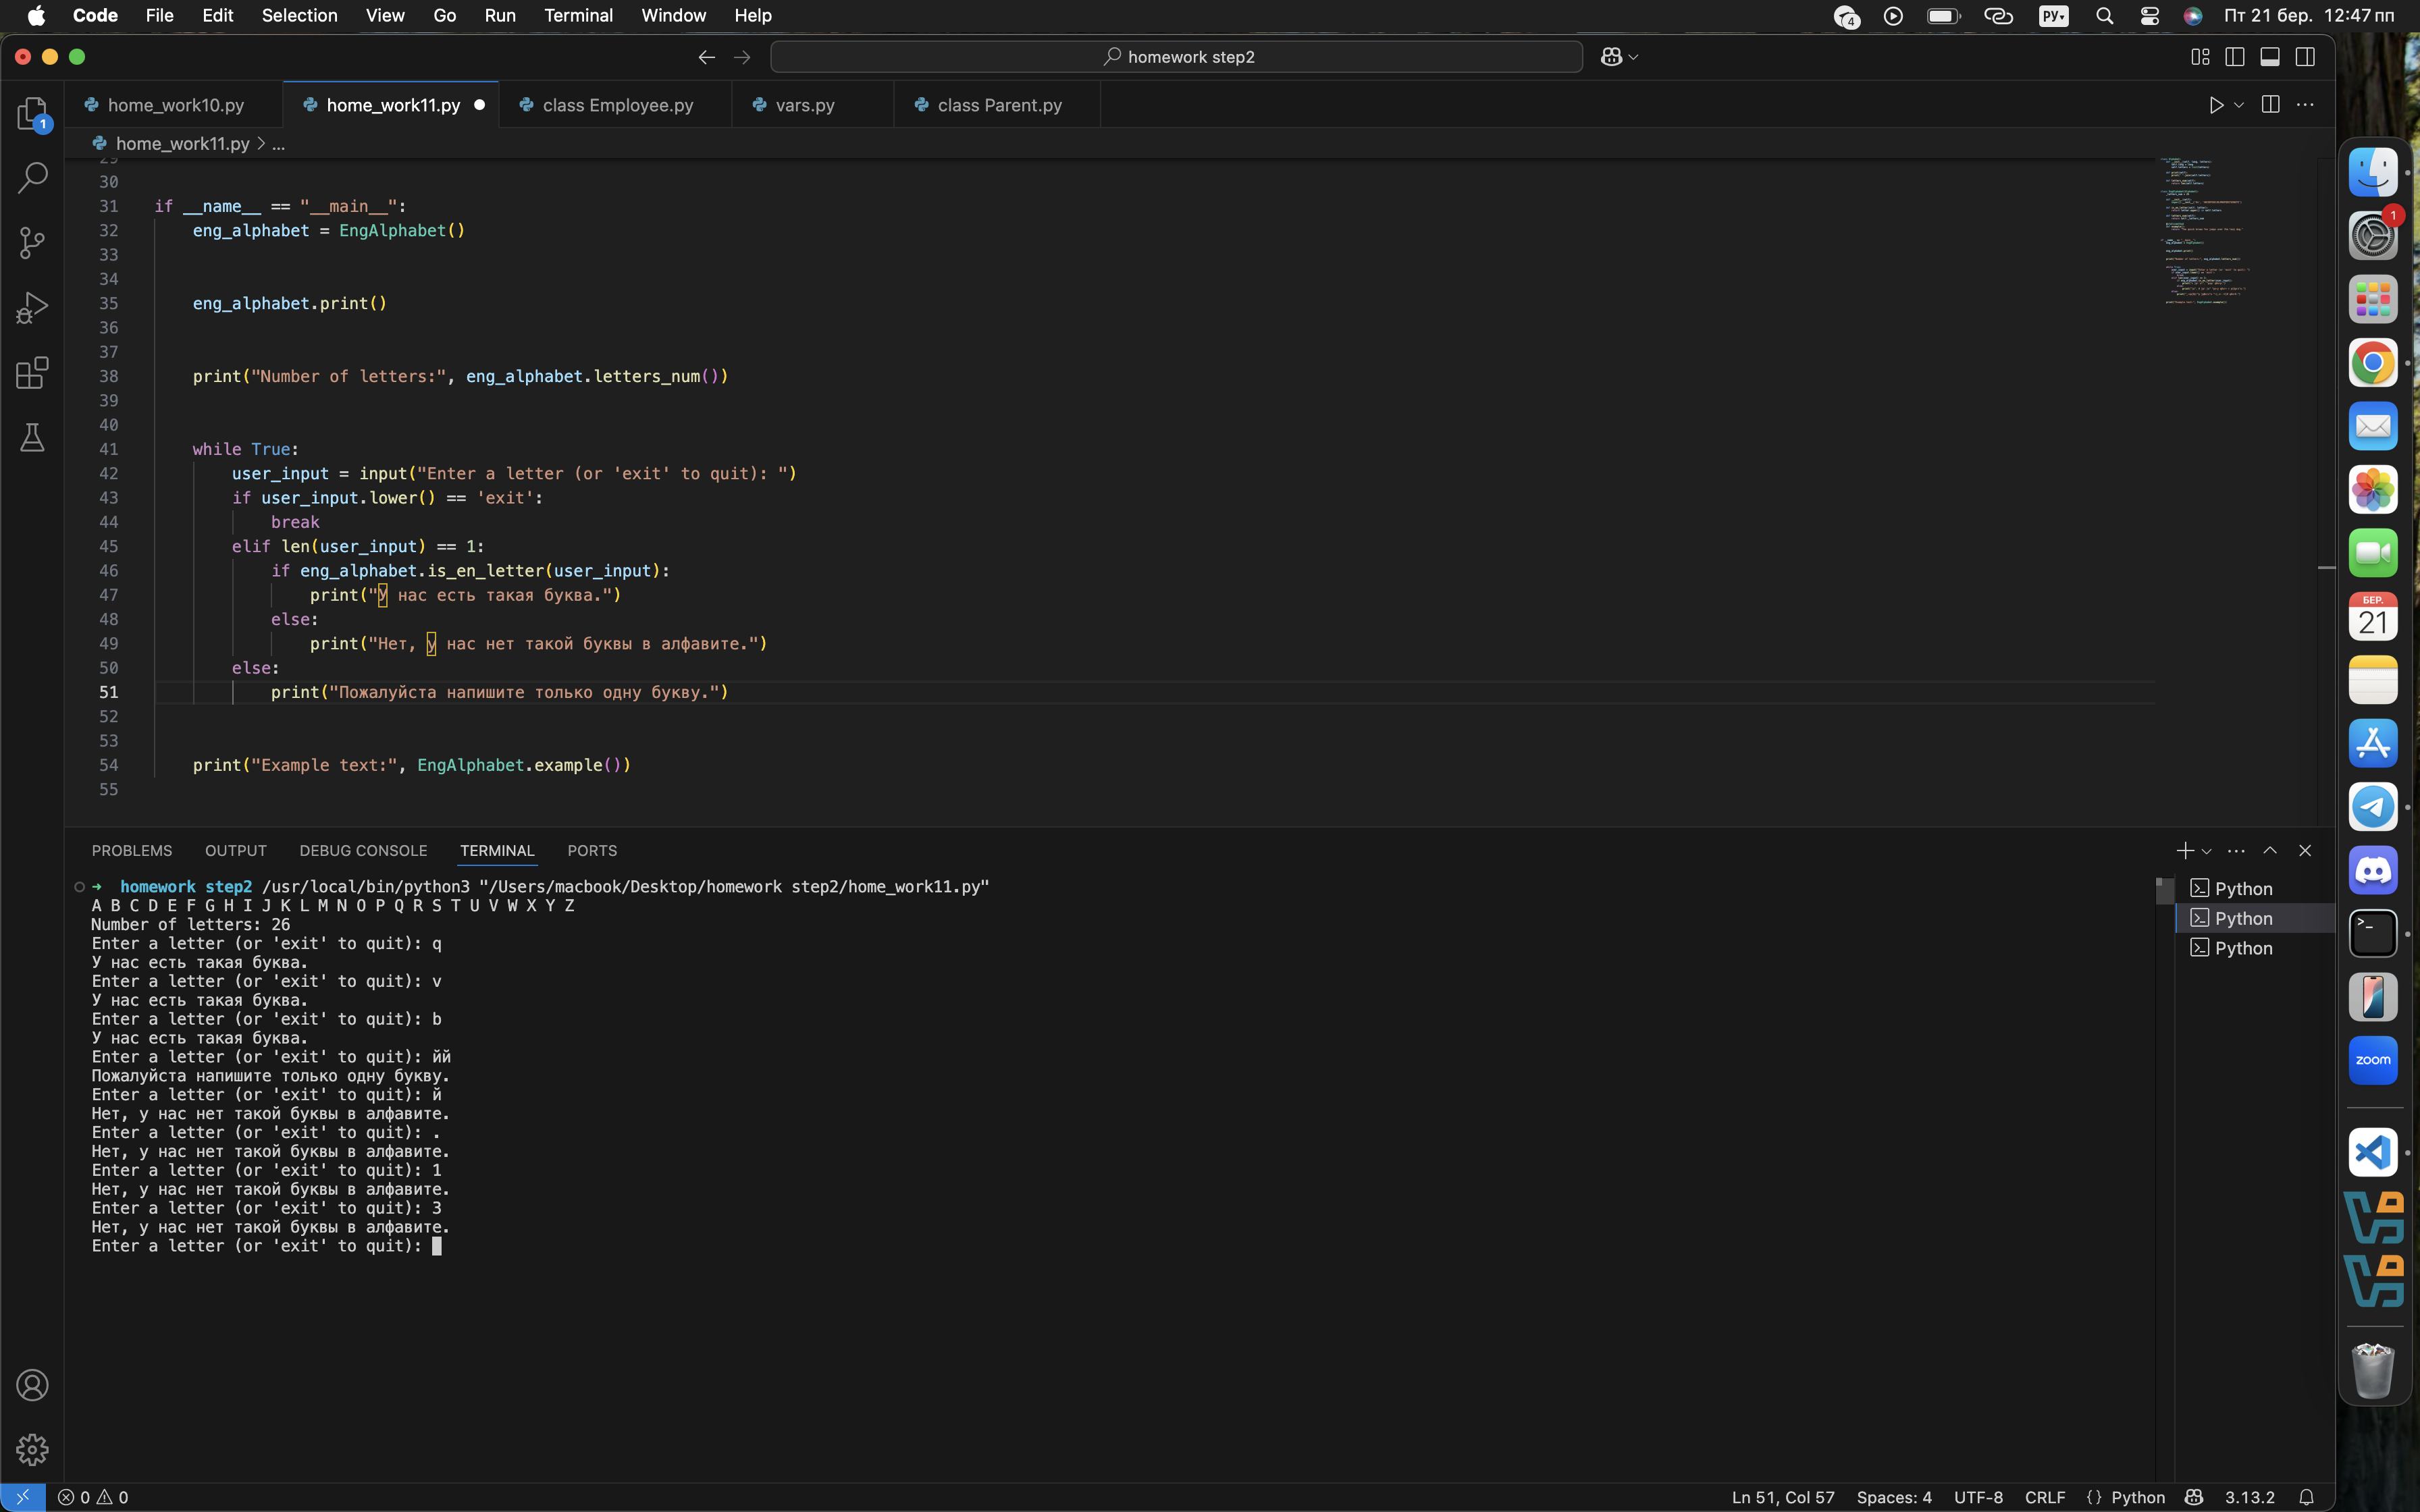 Code File Edit Selection View Go Run Terminal Window Help 4 РУ Пт 21 бер. 12:47 пп
homework step2
home_work10.py home_work11.py class Employee.py vars.py class Parent.py
1
home_work11.py > ...
29
30
31 if __name__ == "__main__":
32 eng_alphabet = EngAlphabet()
33
34
35 eng_alphabet.print()
36
37
38 print("Number of letters:", eng_alphabet.letters_num())
39
40
41 while True:
42 user_input = input("Enter a letter (or 'exit' to quit): ")
43 if user_input.lower() == 'exit':
44 break
45 elif len(user_input) == 1:
46 if eng_alphabet.is_en_letter(user_input):
47 print("У нас есть такая буква.")
48 else:
49 print("Нет, у нас нет такой буквы в алфавите.")
50 else:
51 print("Пожалуйста напишите только одну букву.")
52
53
54 print("Example text:", EngAlphabet.example())
55
PROBLEMS OUTPUT DEBUG CONSOLE TERMINAL PORTS
→ homework step2 /usr/local/bin/python3 "/Users/macbook/Desktop/homework step2/home_work11.py"
A B C D E F G H I J K L M N O P Q R S T U V W X Y Z
Number of letters: 26
Enter a letter (or 'exit' to quit): q
У нас есть такая буква.
Enter a letter (or 'exit' to quit): v
У нас есть такая буква.
Enter a letter (or 'exit' to quit): b
У нас есть такая буква.
Enter a letter (or 'exit' to quit): йй
Пожалуйста напишите только одну букву.
Enter a letter (or 'exit' to quit): й
Нет, у нас нет такой буквы в алфавите.
Enter a letter (or 'exit' to quit): .
Нет, у нас нет такой буквы в алфавите.
Enter a letter (or 'exit' to quit): 1
Нет, у нас нет такой буквы в алфавите.
Enter a letter (or 'exit' to quit): 3
Нет, у нас нет такой буквы в алфавите.
Enter a letter (or 'exit' to quit):
Python
Python
Python
1
БЕР.
21
zoom
0 0 Ln 51, Col 57 Spaces: 4 UTF-8 CRLF {} Python 3.13.2